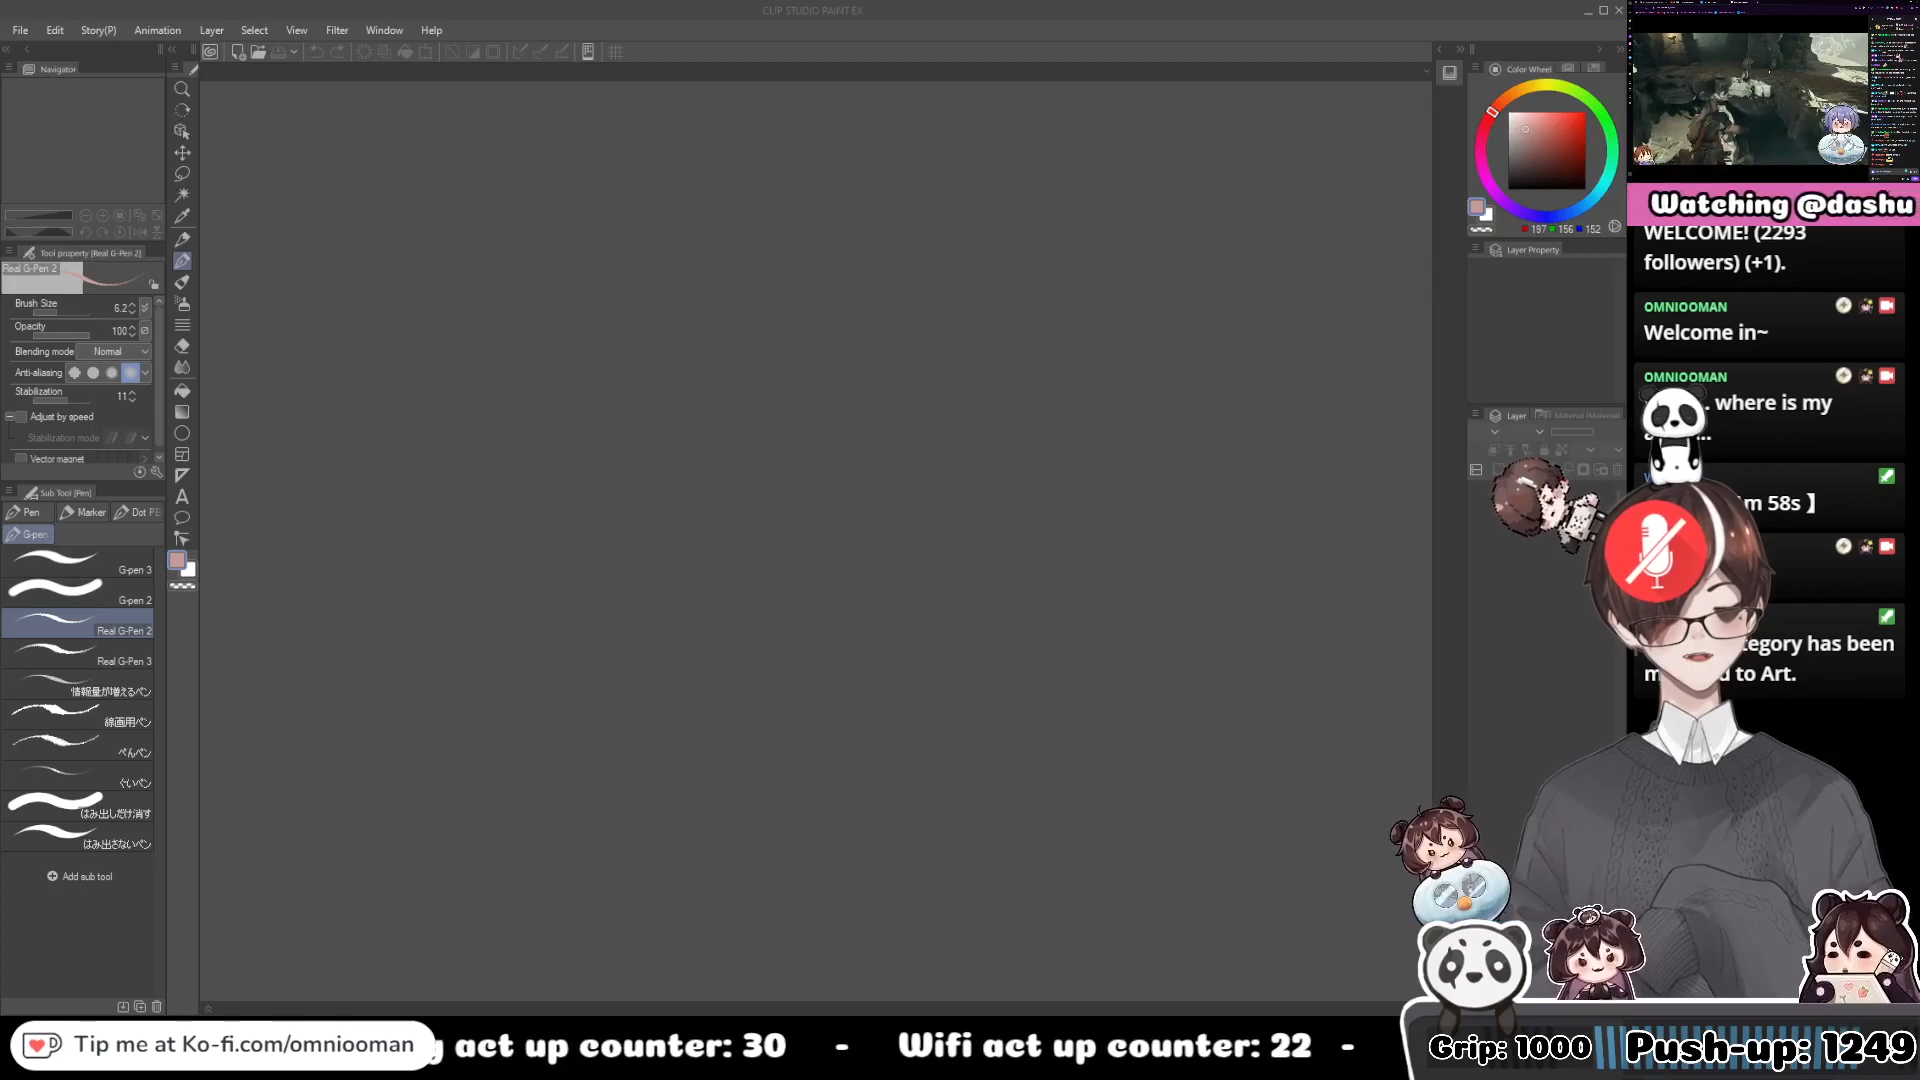 CLIP STUDIO PAINT EX
File Edit Story(P) Animation Layer Select View Filter Window Help
Navigator
Tool property [Real G-Pen 2]
Real G-Pen 2
Brush Size 6.2
Opacity 100
Blending mode Normal
Anti-aliasing
Stabilization 11
Adjust by speed
Stabilization mode
Vector magnet
Sub Tool [Pen]
Pen Marker Dot PE
G-pen
G-pen 3
G-pen 2
Real G-Pen 2
Real G-Pen 3
情報量が増えるペン
線画用ペン
ぺんペン
ぐいペン
はみ出しだけ消す
はみ出さないペン
Add sub tool
Color Wheel
197 156 152
Layer Property
Layer
Watching @dashu
WELCOME! (2293
followers) (+1).
OMNIOOMAN
Welcome in~
OMNIOOMAN
where is my
m 58s 】
tegory has been
to Art.
Tip me at Ko-fi.com/omniooman
g act up counter: 30 - Wifi act up counter: 22 -
Grip: 1000 Push-up: 1249